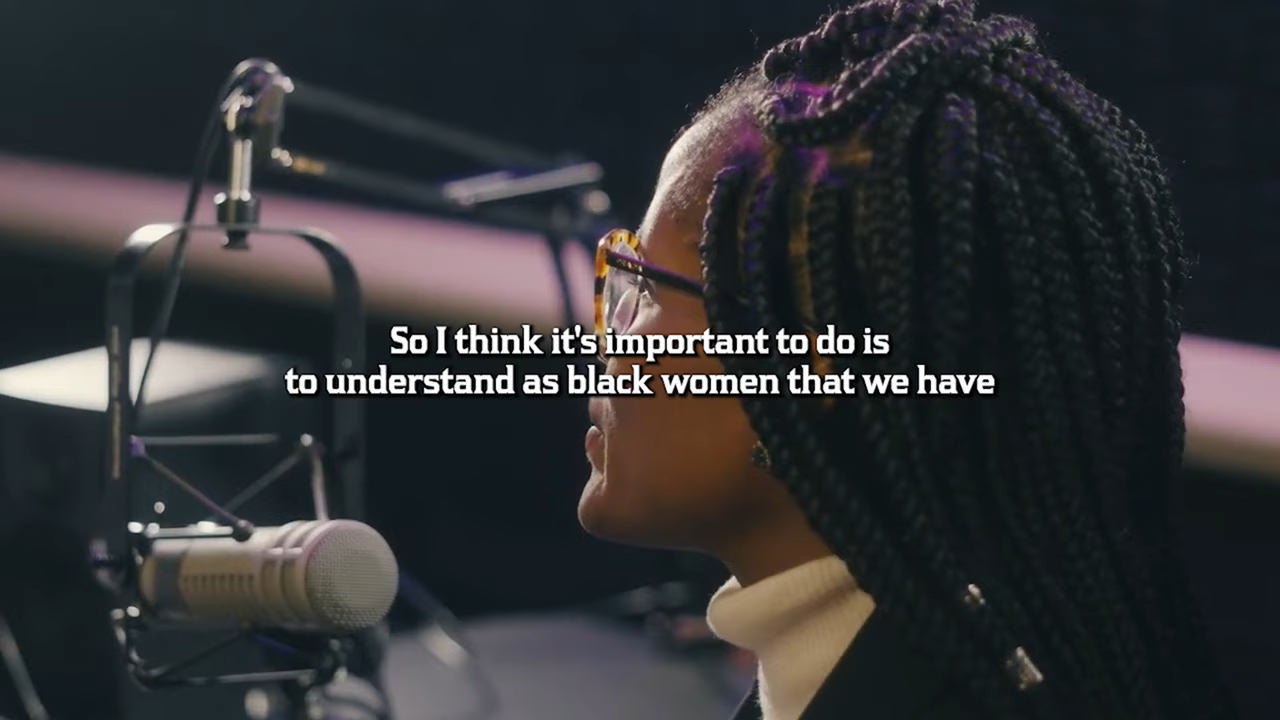 So I think it's important to do is
to understand as black women that we have